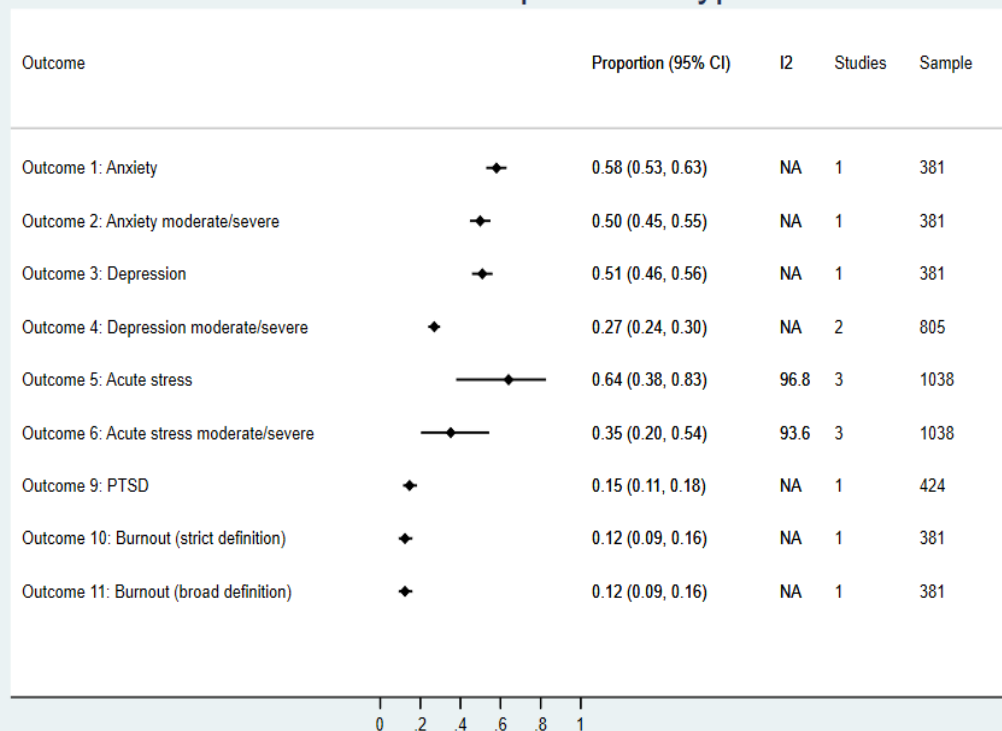 Outcome Proportion (95% CI) I2 Studies Sample
Outcome 1: Anxiety 0.58 (0.53, 0.63) NA 1 381
Outcome 2: Anxiety moderate/severe 0.50 (0.45, 0.55) NA 1 381
Outcome 3: Depression 0.51 (0.46, 0.56) NA 1 381
Outcome 4: Depression moderate/severe 0.27 (0.24, 0.30) NA 2 805
Outcome 5: Acute stress 0.64 (0.38, 0.83) 96.8 3 1038
Outcome 6: Acute stress moderate/severe 0.35 (0.20, 0.54) 93.6 3 1038
Outcome 9: PTSD 0.15 (0.11, 0.18) NA 1 424
Outcome 10: Burnout (strict definition) 0.12 (0.09, 0.16) NA 1 381
Outcome 11: Burnout (broad definition) 0.12 (0.09, 0.16) NA 1 381
0 .2 .4 .6 .8 1